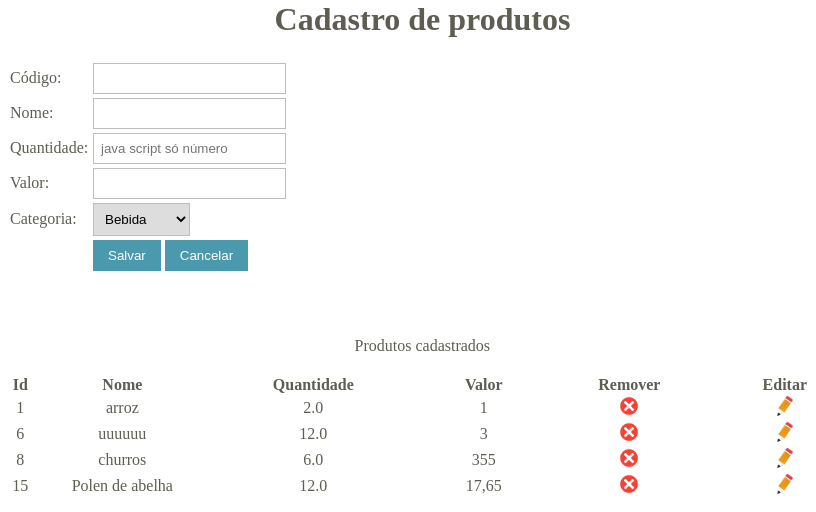 Cadastro de produtos
Código:
Nome:
Quantidade: java script só número
Valor:
Categoria: Bebida
Salvar Cancelar
Produtos cadastrados
Id Nome Quantidade Valor Remover Editar
1 arroz 2.0 1
6 uuuuuu 12.0 3
8 churros 6.0 355
15 Polen de abelha 12.0 17,65